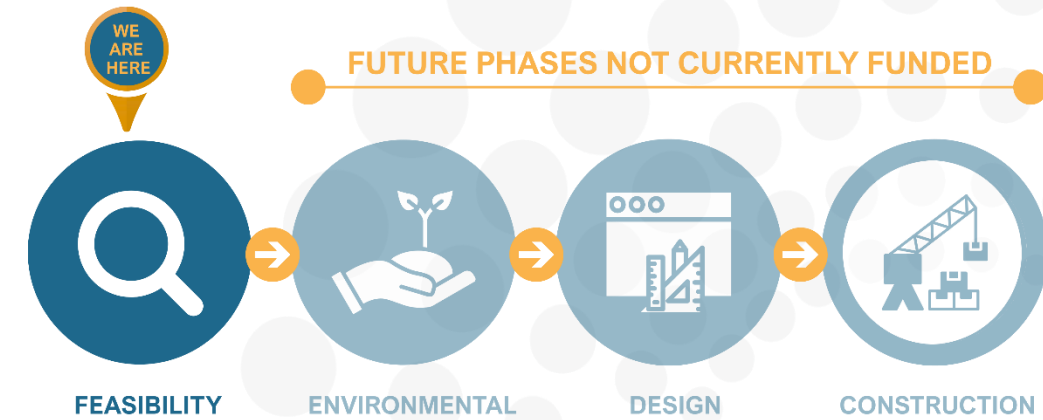 WE
ARE
HERE
FUTURE PHASES NOT CURRENTLY FUNDED
FEASIBILITY
ENVIRONMENTAL
DESIGN
CONSTRUCTION